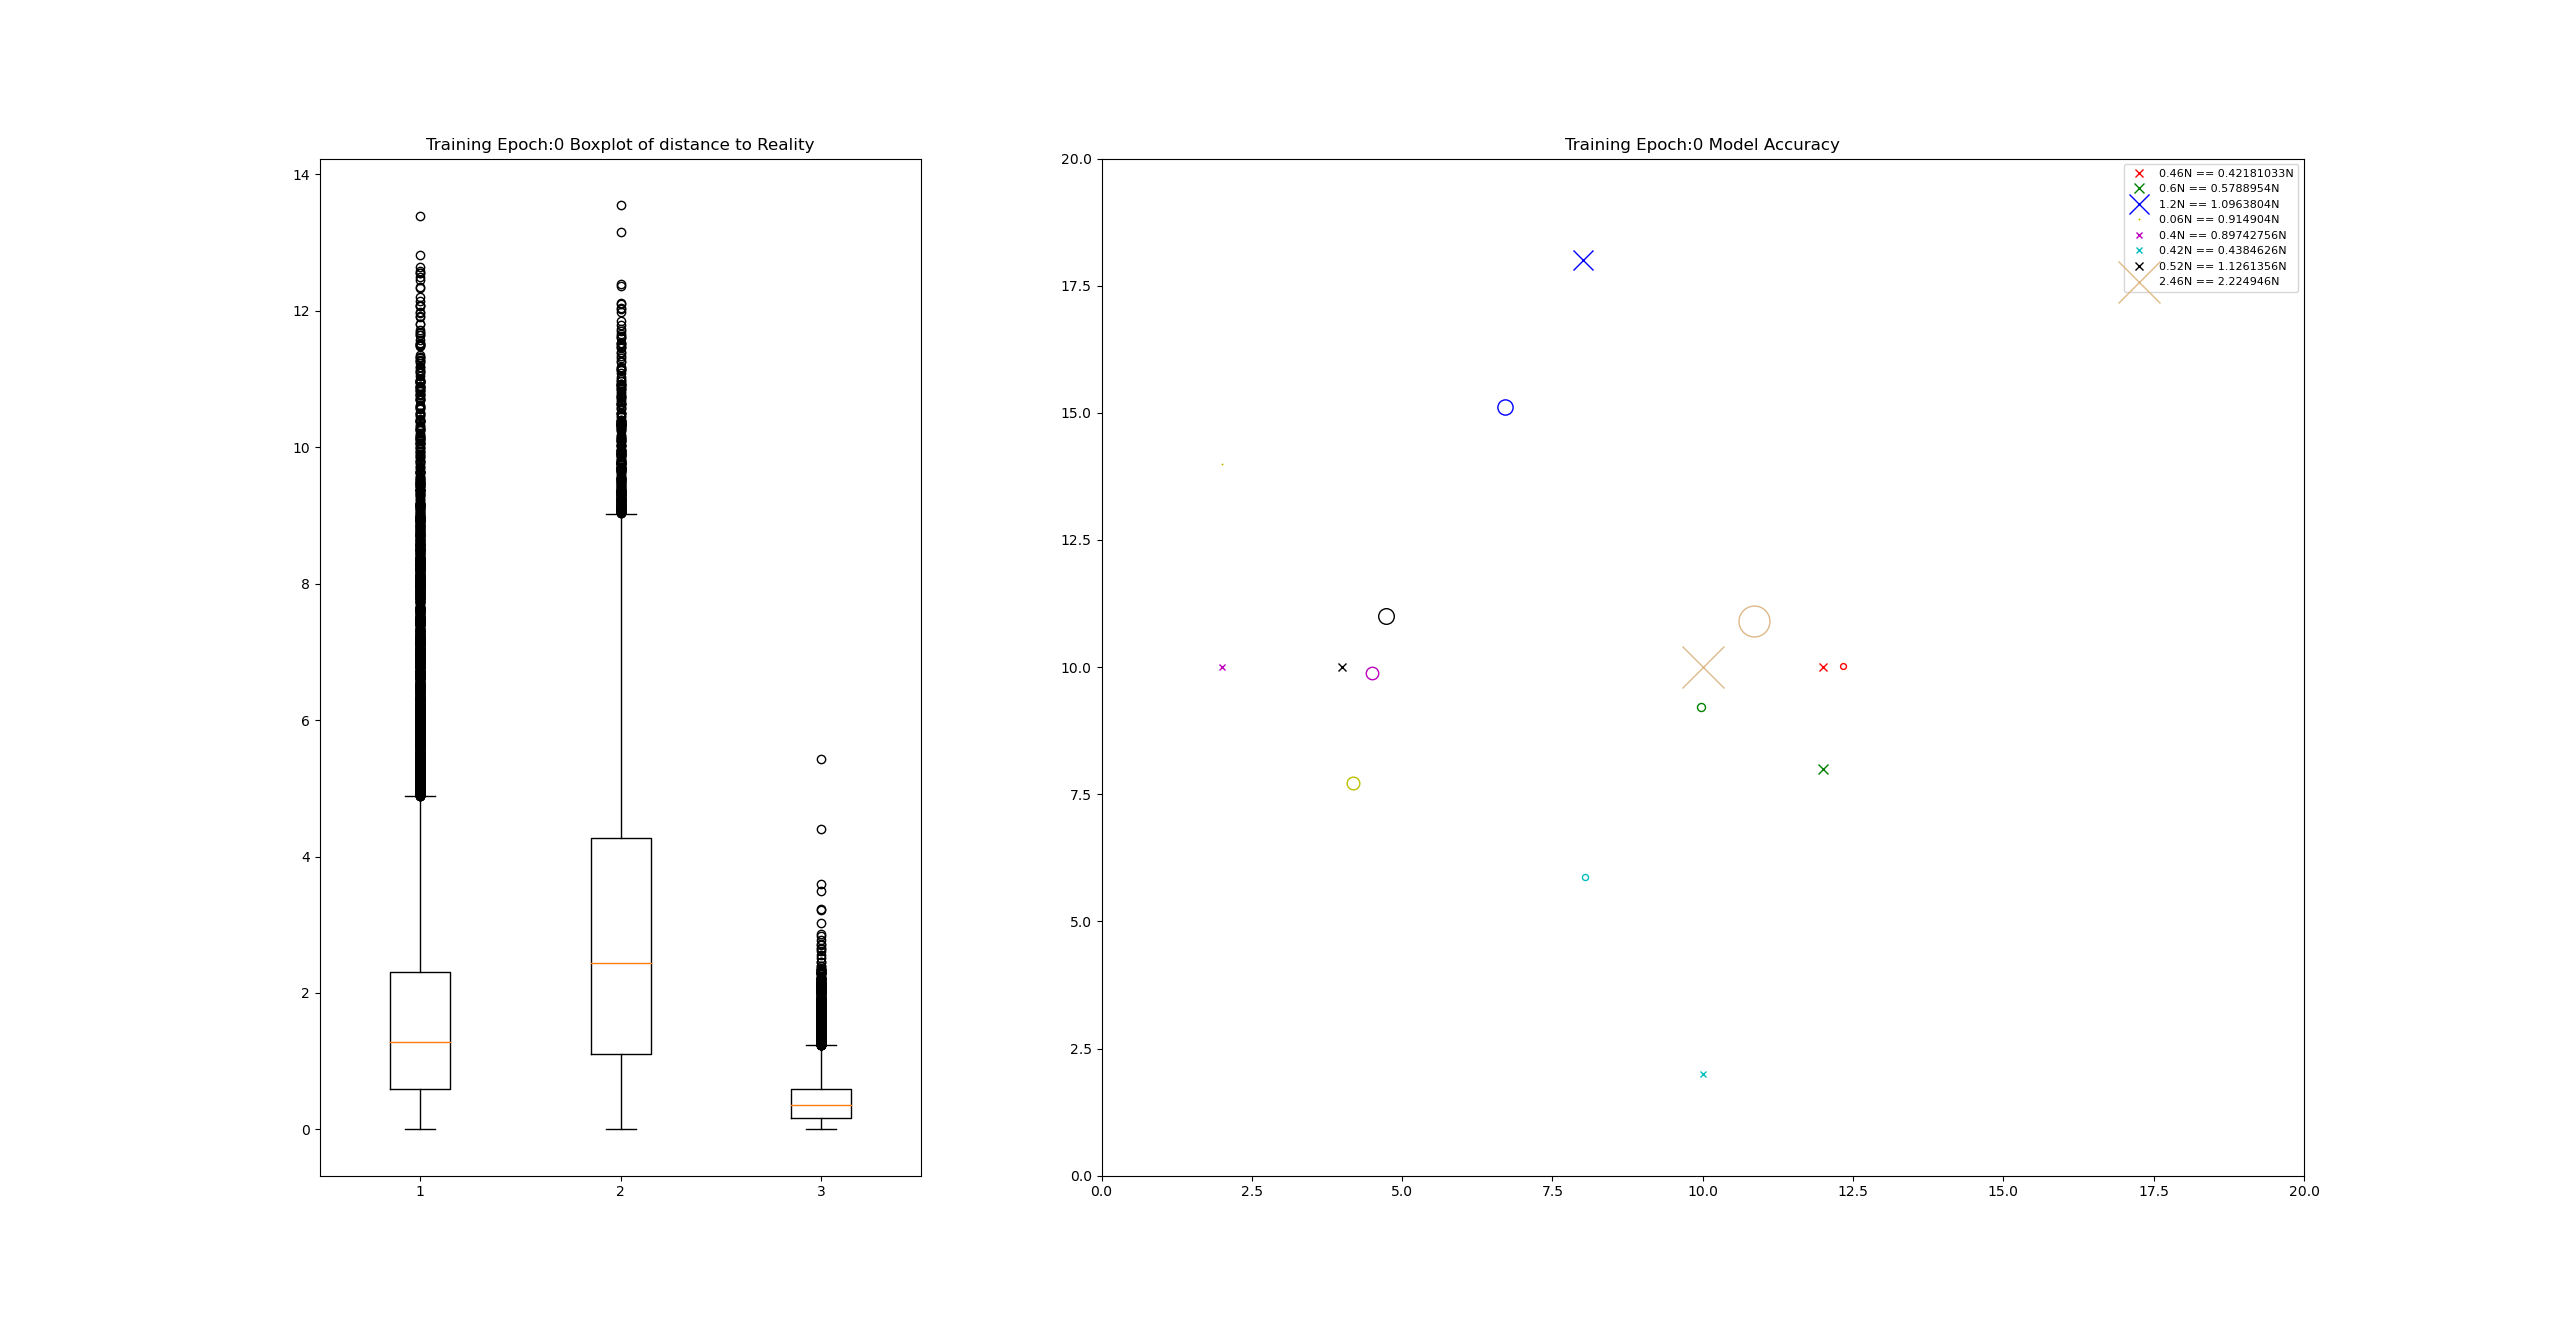 Training Epoch:0 Boxplot of distance to Reality
14
12
10
8
6
4
2
0
1 2 3
Training Epoch:0 Model Accuracy
20.0
17.5
15.0
12.5
10.0
7.5
5.0
2.5
0.0
0.0 2.5 5.0 7.5 10.0 12.5 15.0 17.5 20.0
0.46N == 0.42181033N
0.6N == 0.5788954N
1.2N == 1.0963804N
0.06N == 0.914904N
0.4N == 0.89742756N
0.42N == 0.4384626N
0.52N == 1.1261356N
2.46N == 2.224946N